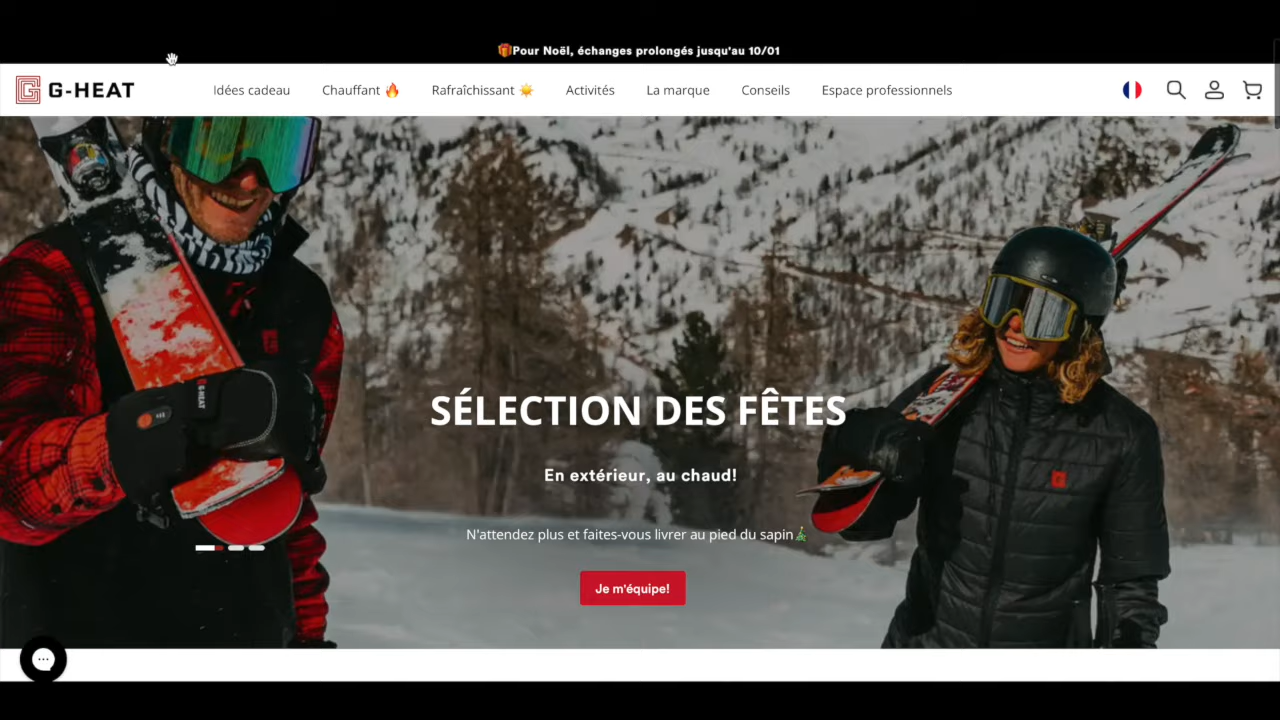 🎁Pour Noël, échanges prolongés jusqu'au 10/01
G-HEAT
Idées cadeau
Chauffant 🔥
Rafraîchissant ☀️
Activités
La marque
Conseils
Espace professionnels
G-HEAT
SÉLECTION DES FÊTES
En extérieur, au chaud!
N'attendez plus et faites-vous livrer au pied du sapin🎄
Je m'équipe!